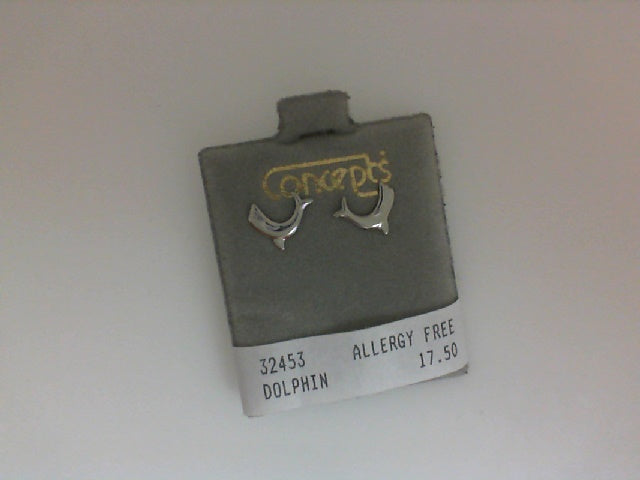 Concepts
32453 ALLERGY FREE
DOLPHIN 17.50